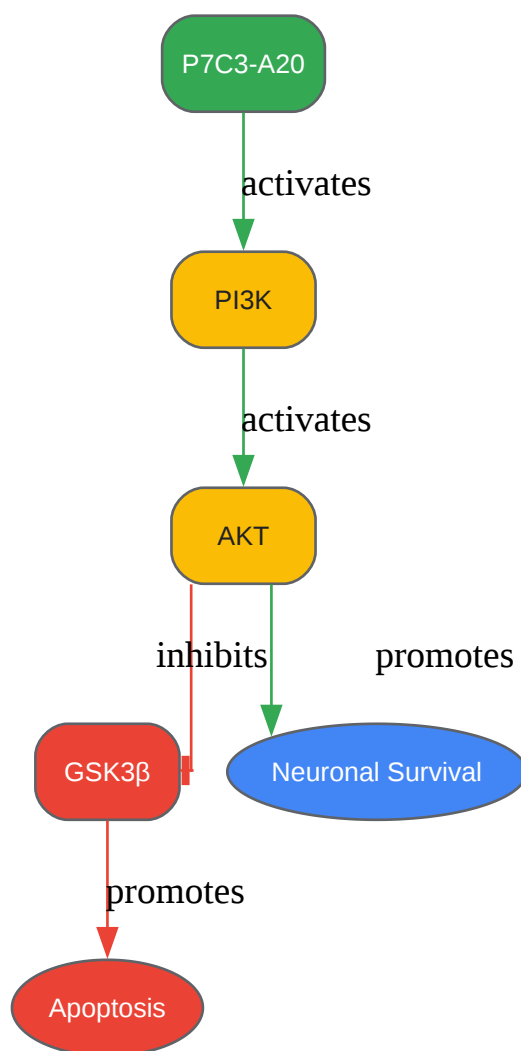 P7C3-A20
activates
PI3K
activates
AKT
inhibits
promotes
GSK3β
Neuronal Survival
promotes
Apoptosis